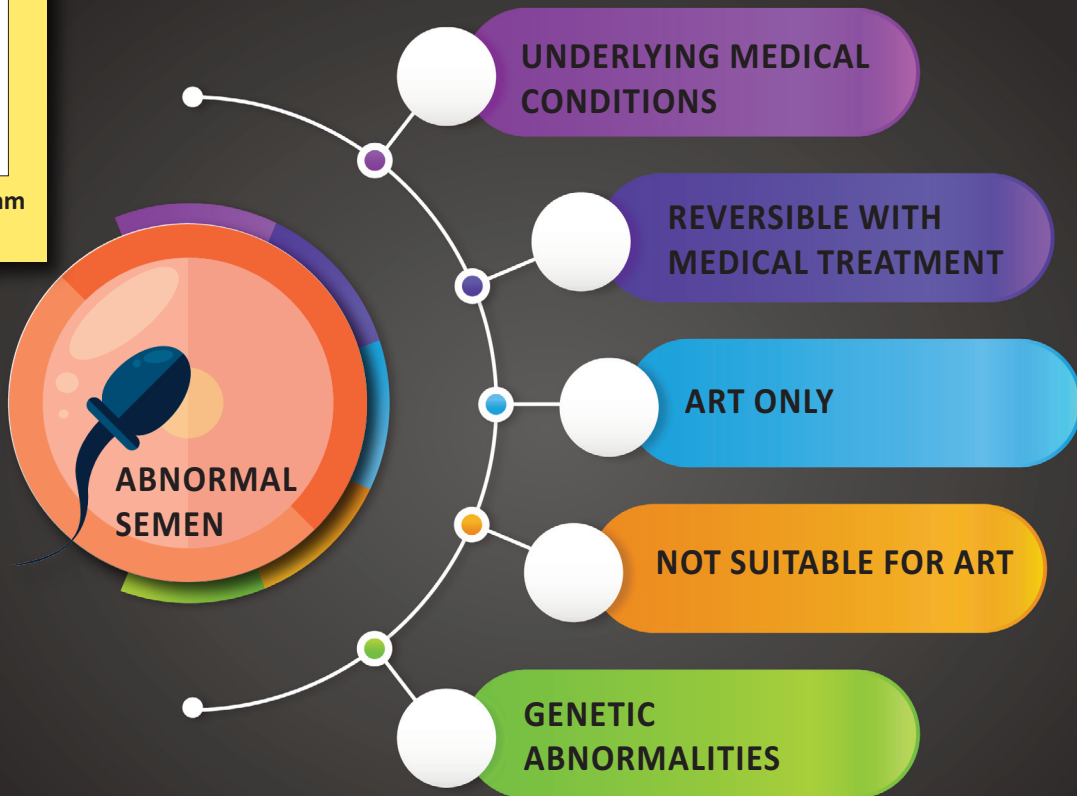 UNDERLYING MEDICAL
CONDITIONS
REVERSIBLE WITH
MEDICAL TREATMENT
ART ONLY
ABNORMAL
SEMEN
NOT SUITABLE FOR ART
GENETIC
ABNORMALITIES